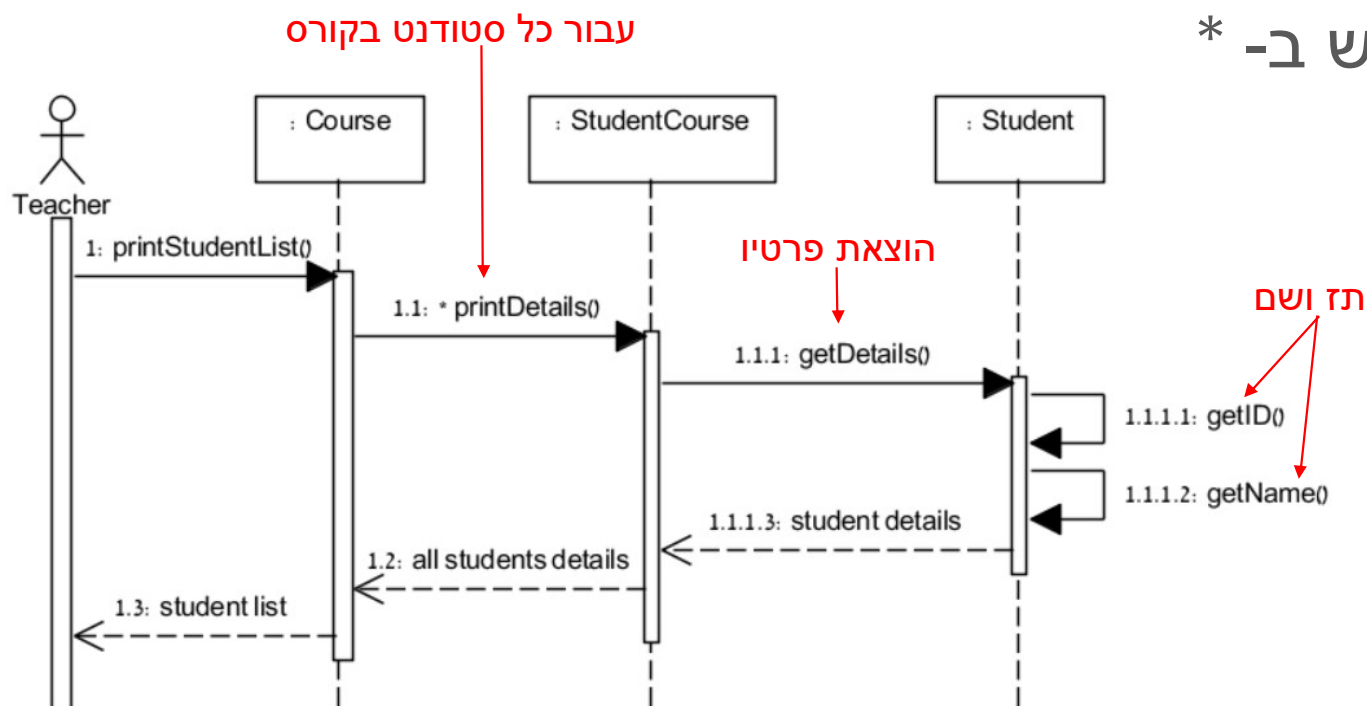 ש ב- *
עבור כל סטודנט בקורס
: Course
: StudentCourse
: Student
Teacher
1: printStudentList()
הוצאת פרטיו
תז ושם
1.1: * printDetails()
1.1.1: getDetails()
1.1.1.1: getID()
1.1.1.2: getName()
1.1.1.3: student details
1.2: all students details
1.3: student list